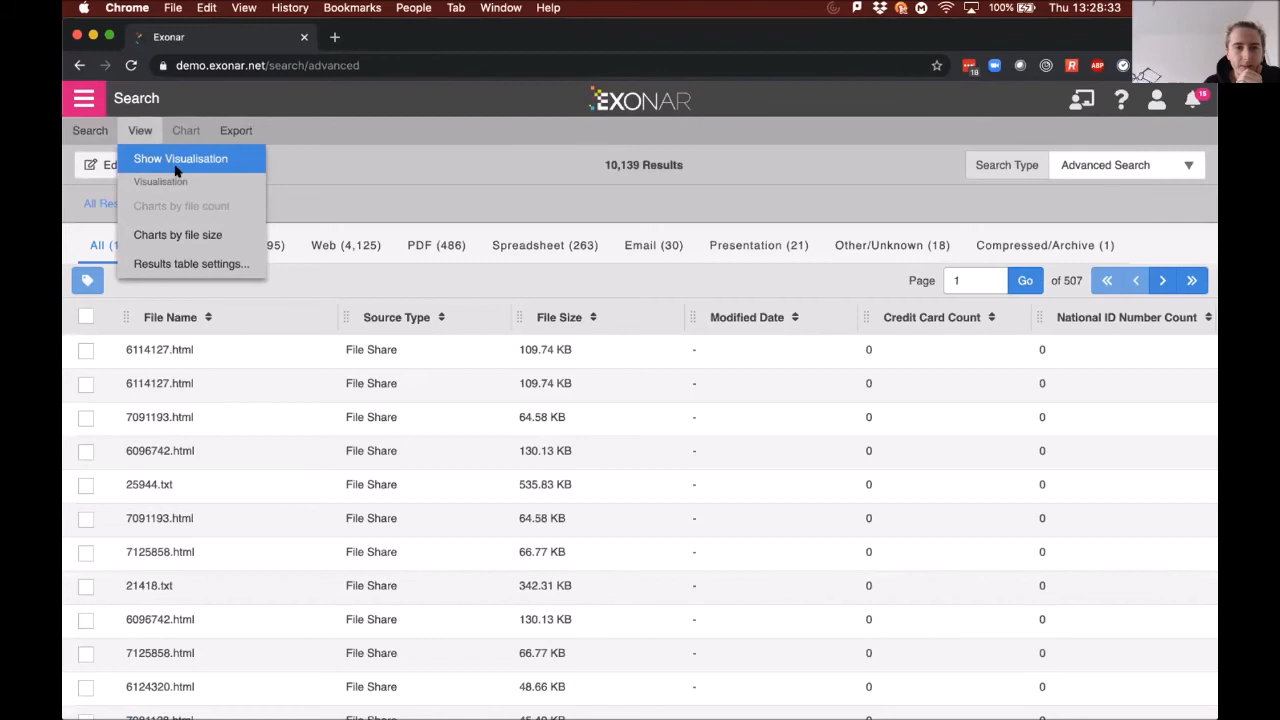 Chrome File Edit View History Bookmarks People Tab Window Help 100% Thu 13:28:33
Exonar
demo.exonar.net/search/advanced
18 ABP
Search EXONAR 15
Search View Chart Export
Show Visualisation
Ed 10,139 Results Search Type Advanced Search
Visualisation
All Res Charts by file count
Charts by file size
All (1 95) Web (4,125) PDF (486) Spreadsheet (263) Email (30) Presentation (21) Other/Unknown (18) Compressed/Archive (1)
Results table settings...
Page 1 Go of 507
File Name Source Type File Size Modified Date Credit Card Count National ID Number Count
6114127.html File Share 109.74 KB - 0 0
6114127.html File Share 109.74 KB - 0 0
7091193.html File Share 64.58 KB - 0 0
6096742.html File Share 130.13 KB - 0 0
25944.txt File Share 535.83 KB - 0 0
7091193.html File Share 64.58 KB - 0 0
7125858.html File Share 66.77 KB - 0 0
21418.txt File Share 342.31 KB - 0 0
6096742.html File Share 130.13 KB - 0 0
7125858.html File Share 66.77 KB - 0 0
6124320.html File Share 48.66 KB - 0 0